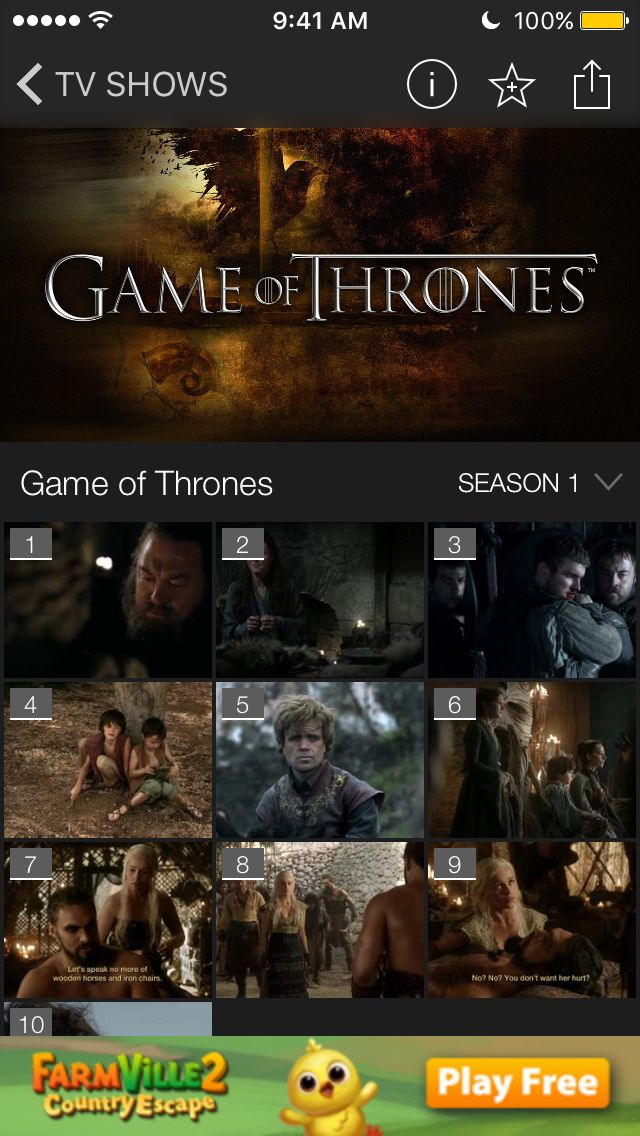 9:41 AM 100%
TV SHOWS
GAME OF THRONES™
Game of Thrones SEASON 1
1 2 3
4 5 6
7 8 9
Let's speak no more of
wooden horses and iron chairs.
No? No? You don't want her hurt?
10
FARMVILLE 2
Country Escape
Play Free